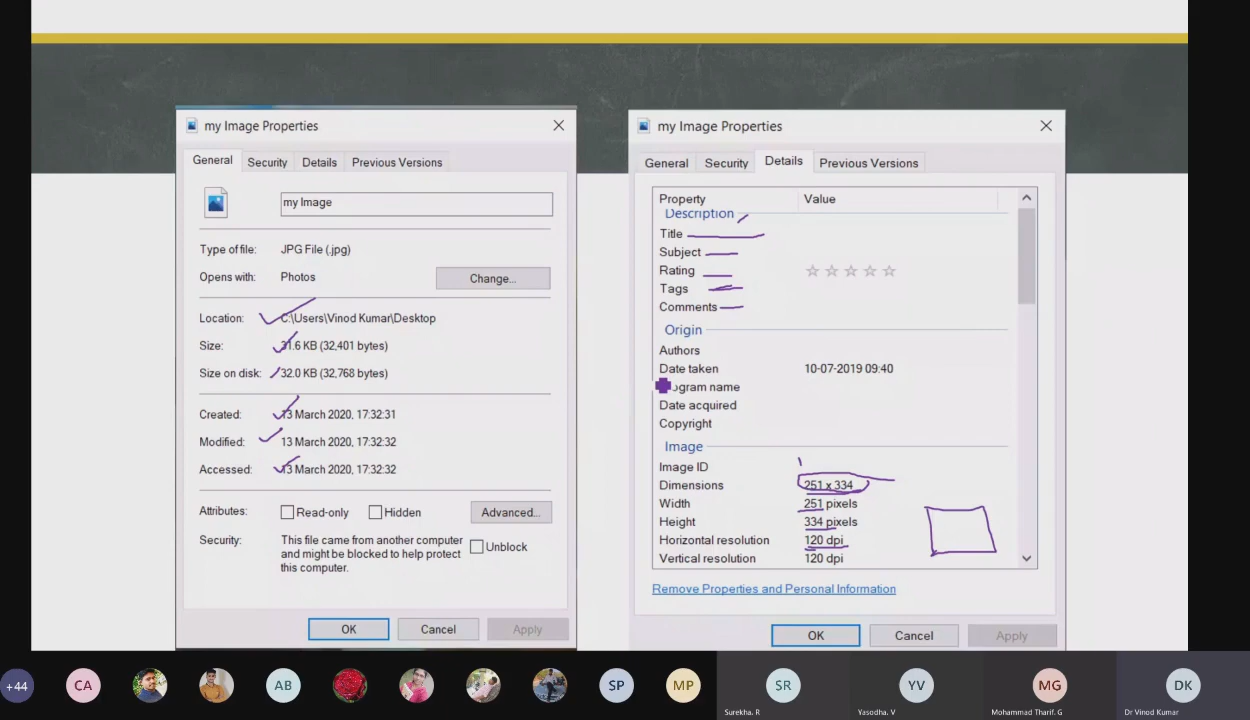 my Image Properties
General Security Details Previous Versions
my Image
Type of file: JPG File (.jpg)
Opens with: Photos Change...
Location: C:\Users\Vinod Kumar\Desktop
Size: 31.6 KB (32,401 bytes)
Size on disk: 32.0 KB (32,768 bytes)
Created: 13 March 2020, 17:32:31
Modified: 13 March 2020, 17:32:32
Accessed: 13 March 2020, 17:32:32
Attributes: Read-only Hidden Advanced...
Security: This file came from another computer
and might be blocked to help protect
this computer.
Unblock
OK Cancel Apply
my Image Properties
General Security Details Previous Versions
Property Value
Description
Title
Subject
Rating
Tags
Comments
Origin
Authors
Date taken 10-07-2019 09:40
ogram name
Date acquired
Copyright
Image
Image ID
Dimensions 251 x 334
Width 251 pixels
Height 334 pixels
Horizontal resolution 120 dpi
Vertical resolution 120 dpi
Remove Properties and Personal Information
OK Cancel Apply
+44 CA AB SP MP SR YV MG DK
Surekha. R Yasodha. V Mohammad Tharif. G Dr Vinod Kumar